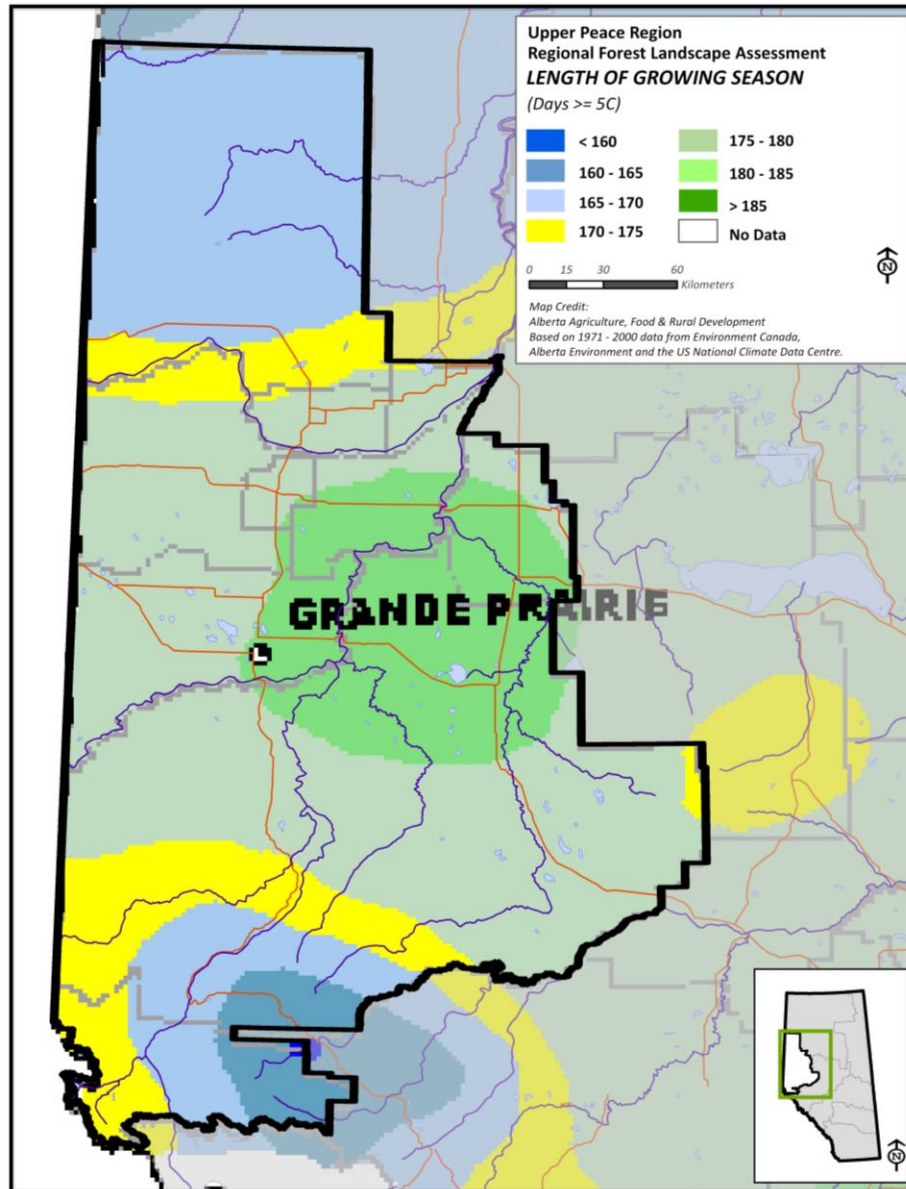 Upper Peace Region
Regional Forest Landscape Assessment
LENGTH OF GROWING SEASON
(Days >= 5C)
< 160
160 - 165
165 - 170
170 - 175
175 - 180
180 - 185
> 185
No Data
N
0 15 30 60
Kilometers
Map Credit:
Alberta Agriculture, Food & Rural Development
Based on 1971 - 2000 data from Environment Canada,
Alberta Environment and the US National Climate Data Centre.
GRANDE PRAIRIE
N